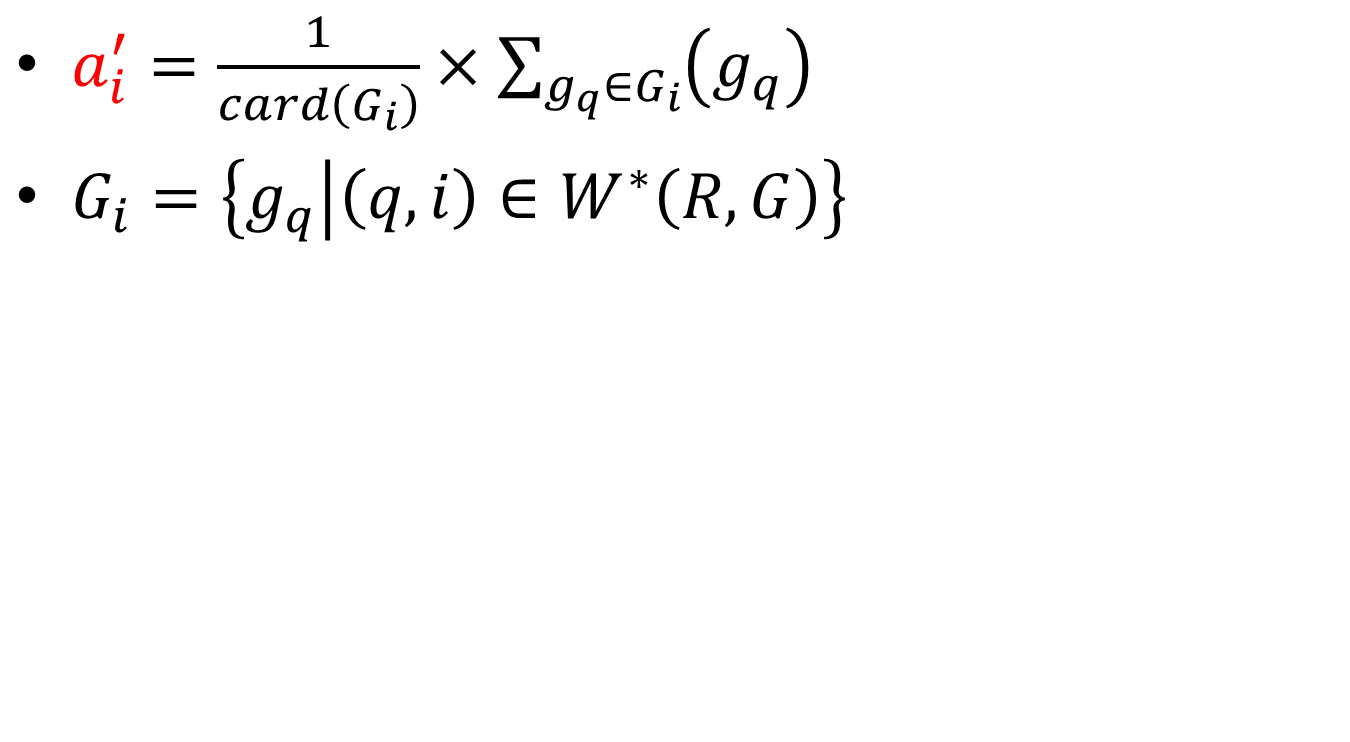 • a′ᵢ = 1/card(Gᵢ) × ∑_{g_q∈Gᵢ}(g_q)
• Gᵢ = {g_q|(q, i) ∈ W*(R, G)}